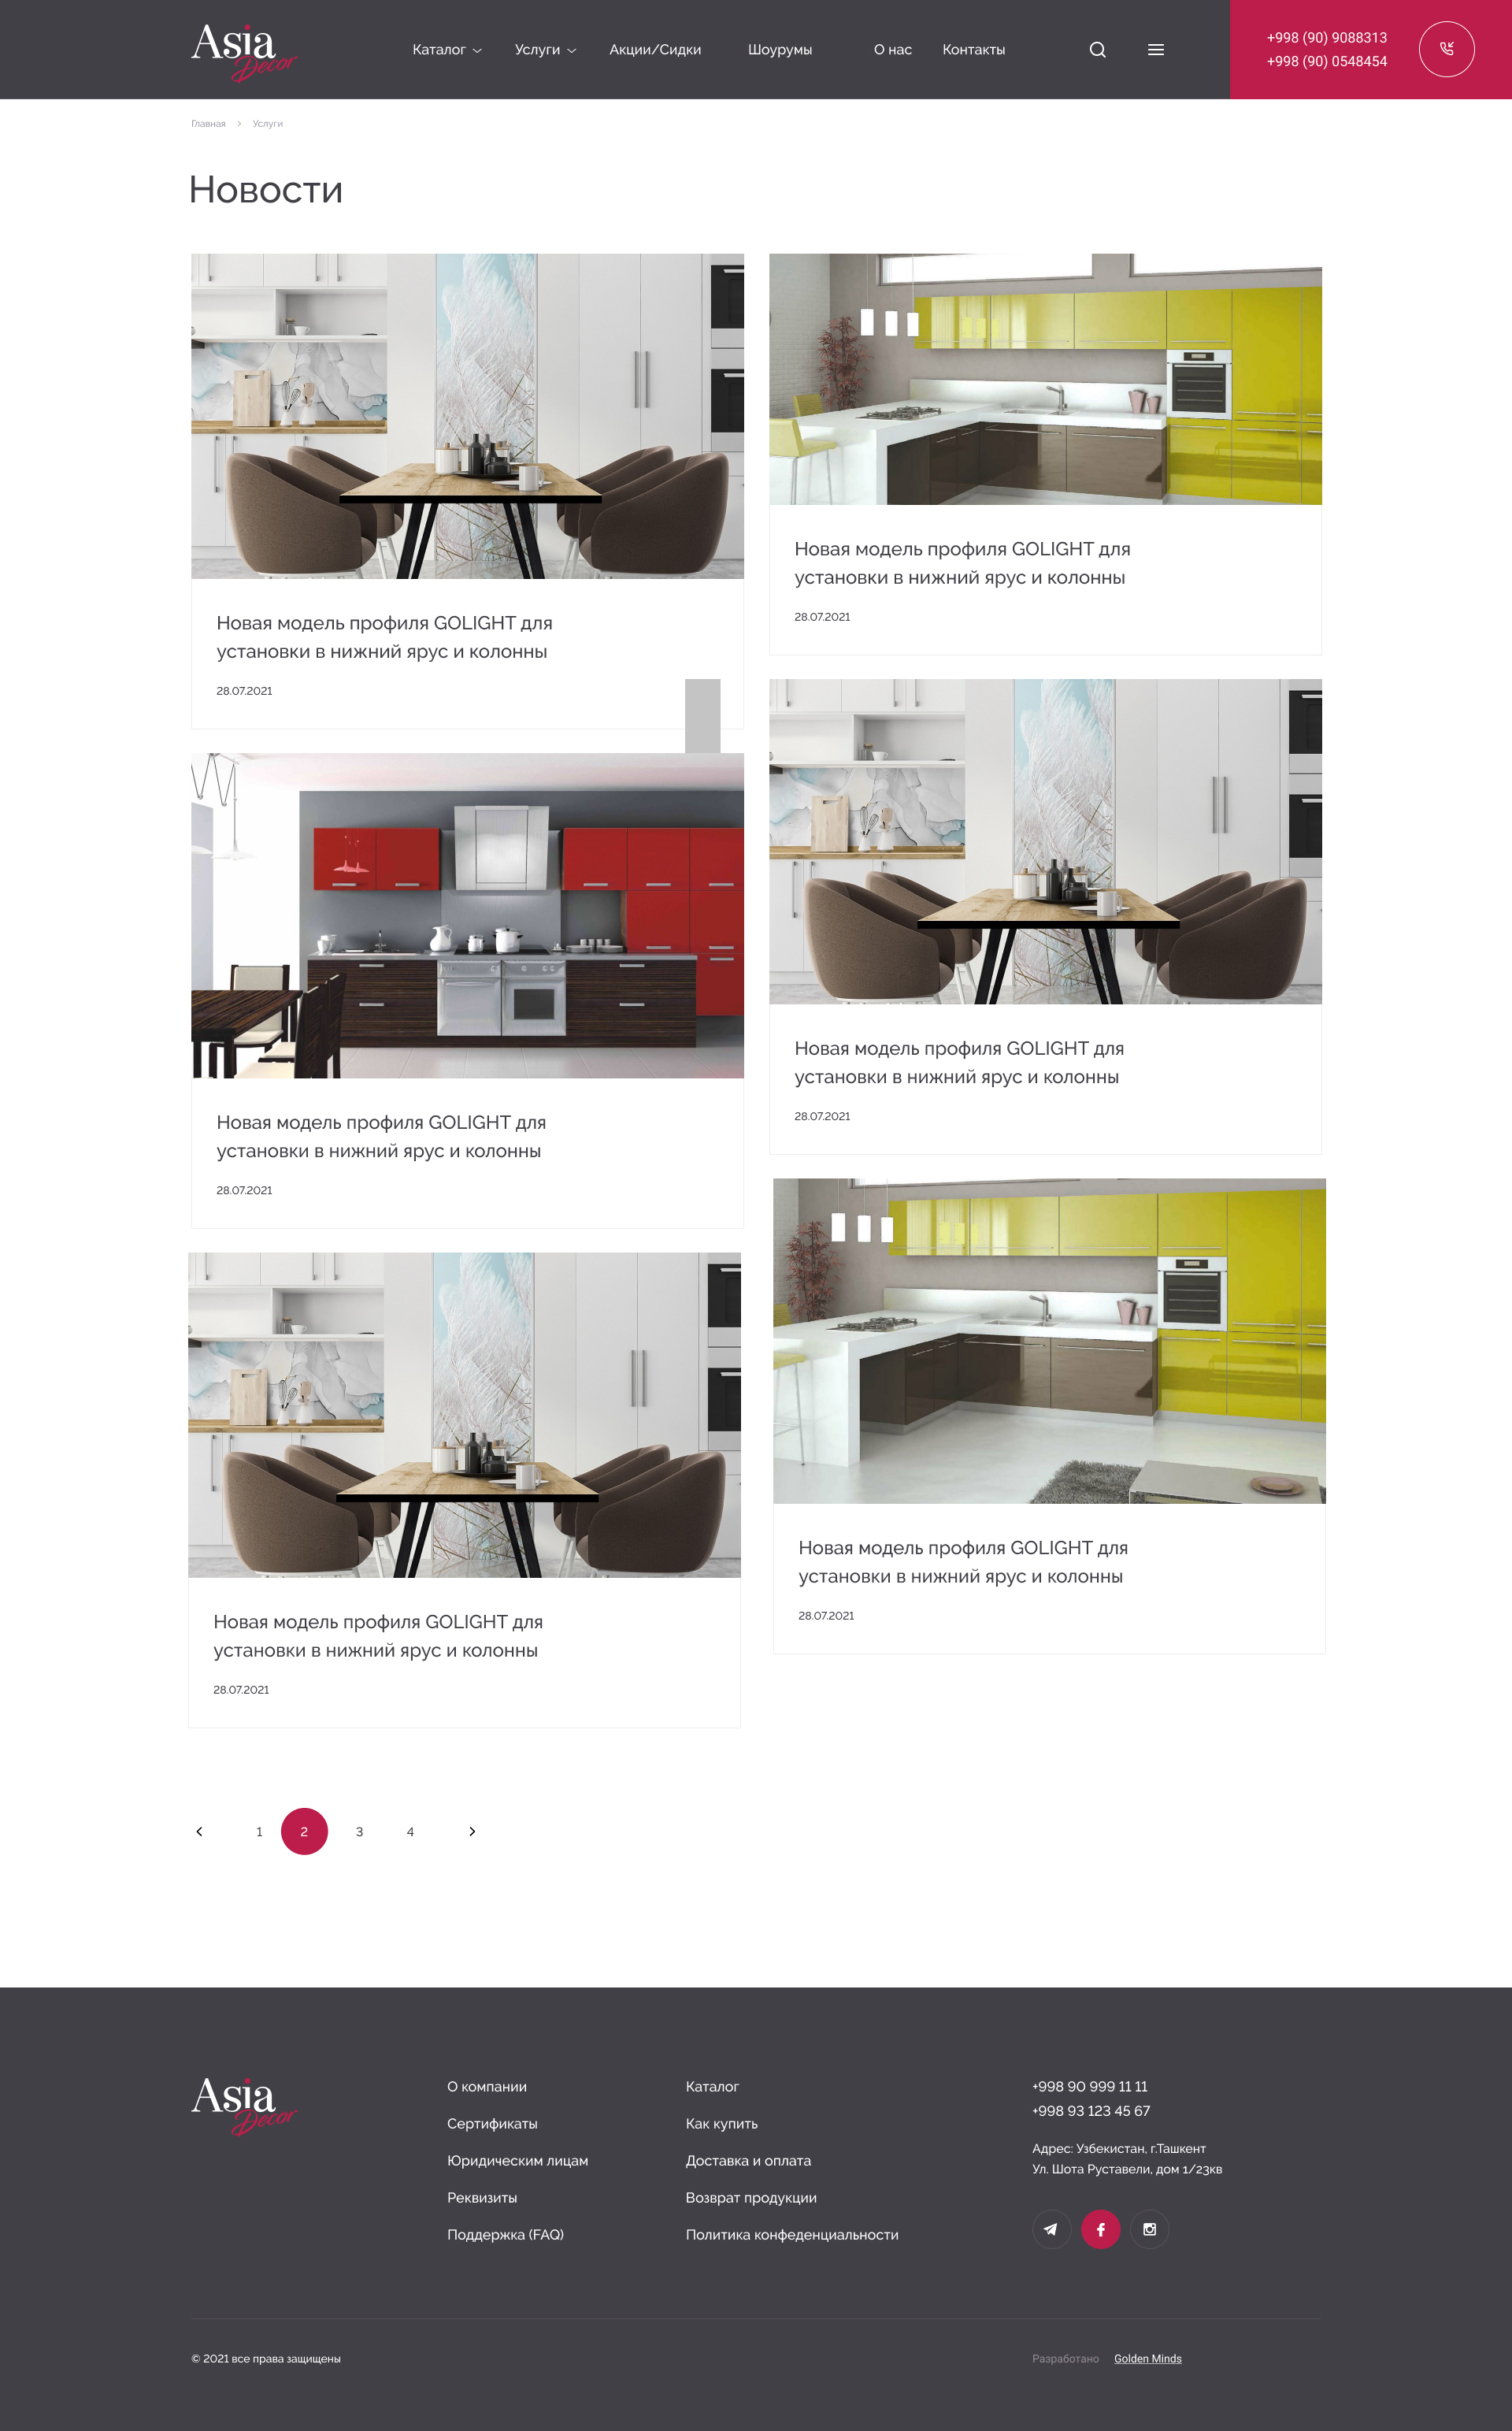 Asia
Decor
Каталог
Услуги
Акции/Сидки
Шоурумы
О нас
Контакты
+998 (90) 9088313
+998 (90) 0548454
Главная
Услуги
Новости
Новая модель профиля GOLIGHT для
установки в нижний ярус и колонны
28.07.2021
Новая модель профиля GOLIGHT для
установки в нижний ярус и колонны
28.07.2021
Новая модель профиля GOLIGHT для
установки в нижний ярус и колонны
28.07.2021
Новая модель профиля GOLIGHT для
установки в нижний ярус и колонны
28.07.2021
Новая модель профиля GOLIGHT для
установки в нижний ярус и колонны
28.07.2021
Новая модель профиля GOLIGHT для
установки в нижний ярус и колонны
28.07.2021
1
2
3
4
Asia
Decor
О компании
Сертификаты
Юридическим лицам
Реквизиты
Поддержка (FAQ)
Каталог
Как купить
Доставка и оплата
Возврат продукции
Политика конфеденциальности
+998 90 999 11 11
+998 93 123 45 67
Адрес: Узбекистан, г.Ташкент
Ул. Шота Руставели, дом 1/23кв
© 2021 все права защищены
Разработано
Golden Minds